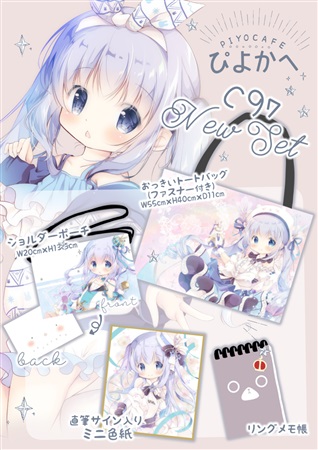 PIYOCAFE
ぴよかへ
C97
New Set
おっきいトートバッグ
(ファスナー付き)
W55cm×H40cm×D11cm
ショルダーポーチ
W20cm×H13.9cm
front
back
直筆サイン入り
ミニ色紙
リングメモ帳